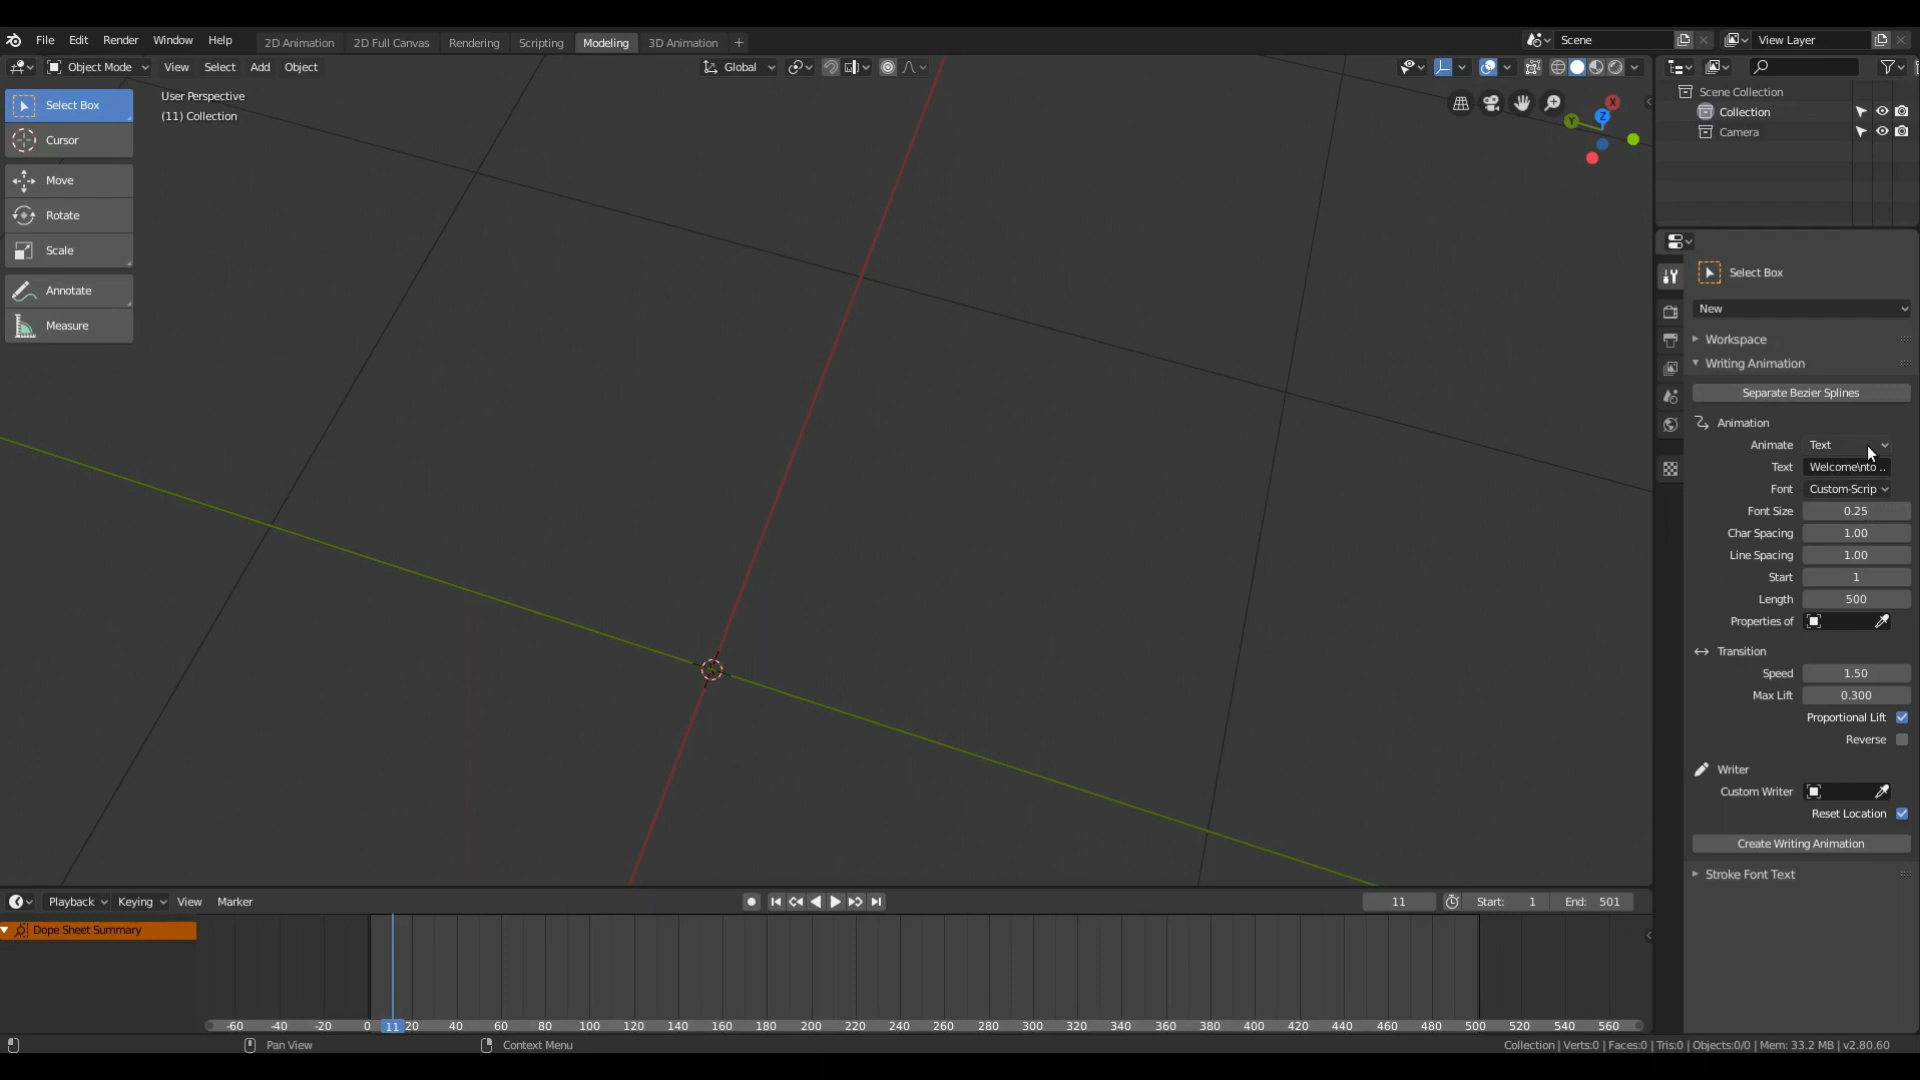 File Edit Render Window Help 2D Animation 2D Full Canvas Rendering Scripting Modeling 3D Animation + Scene View Layer
Object Mode View Select Add Object Global
Select Box
Cursor
Move
Rotate
Scale
Annotate
Measure
User Perspective
(11) Collection
X
Y
Z
Scene Collection
Collection
Camera
Select Box
New
Workspace
Writing Animation
Separate Bezier Splines
Animation
Animate Text
Text Welcome\nto ..
Font Custom-Scrip
Font Size 0.25
Char Spacing 1.00
Line Spacing 1.00
Start 1
Length 500
Properties of
Transition
Speed 1.50
Max Lift 0.300
Proportional Lift
Reverse
Writer
Custom Writer
Reset Location
Create Writing Animation
Stroke Font Text
Playback Keying View Marker 11 Start: 1 End: 501
Dope Sheet Summary
-60 -40 -20 0 11 20 40 60 80 100 120 140 160 180 200 220 240 260 280 300 320 340 360 380 400 420 440 460 480 500 520 540 560
Pan View Context Menu Collection | Verts:0 | Faces:0 | Tris:0 | Objects:0/0 | Mem: 33.2 MB | v2.80.60